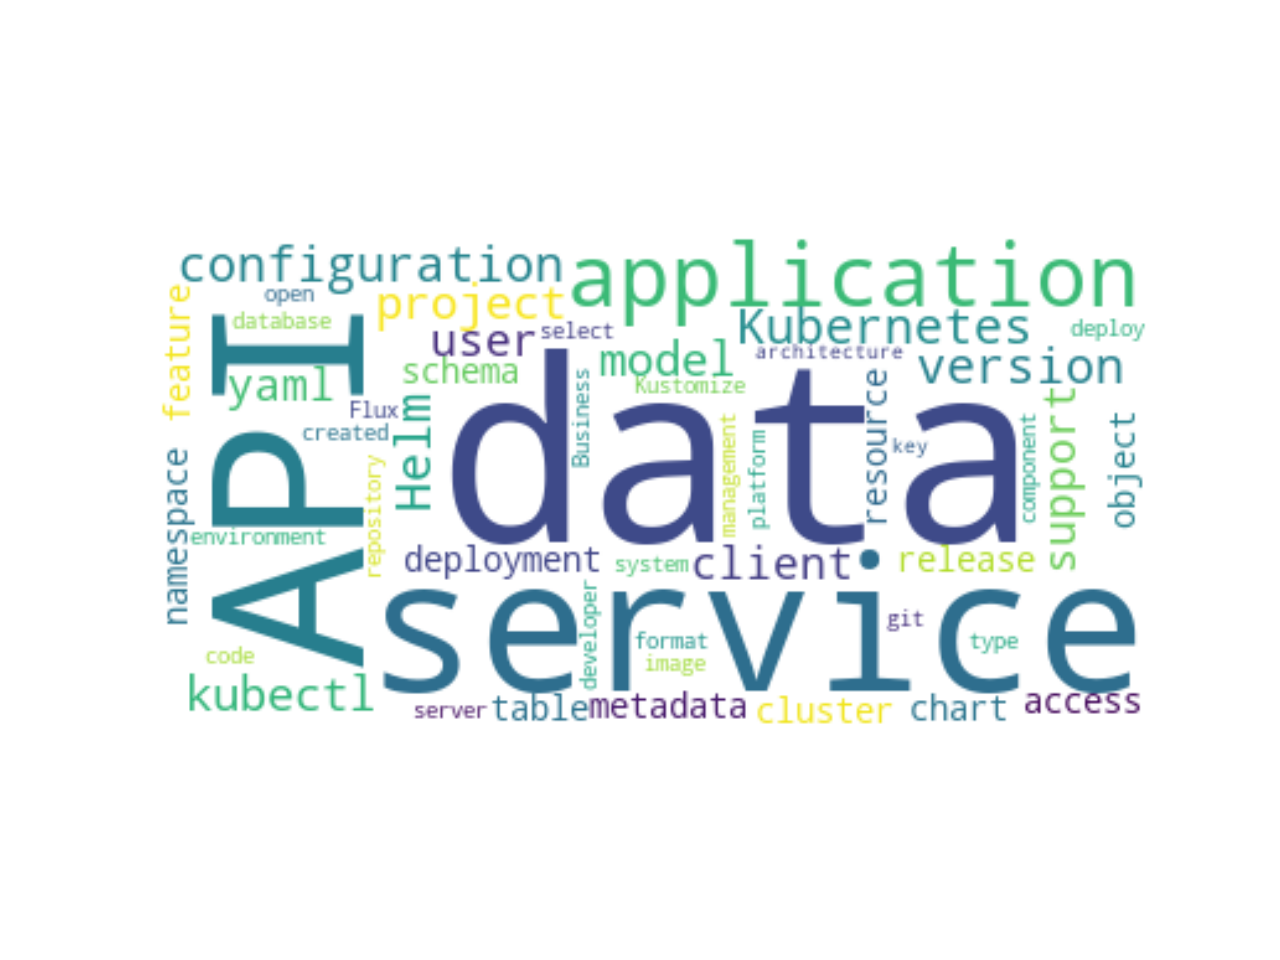 configuration
application
open
project
feature
database
API
user
select
Kubernetes
deploy
model
architecture
version
schema
yaml
Kustomize
data
Business
resource
Flux
Helm
created
key
management
platform
component
support
object
namespace
repository
environment
deployment
system
client
release
service
developer
git
format
type
code
image
kubectl
server
table
metadata
cluster
chart
access